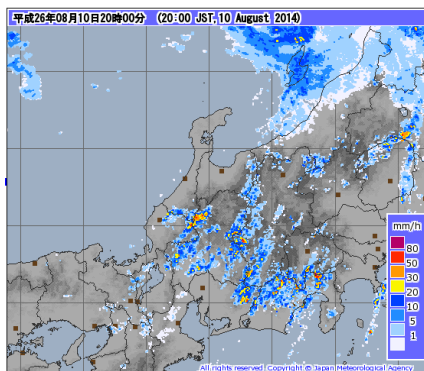 平成26年08月10日20時00分 (20:00 JST,10 August 2014)
mm/h
80
50
30
20
10
5
1
All rights reserved. Copyright © Japan Meteorological Agency